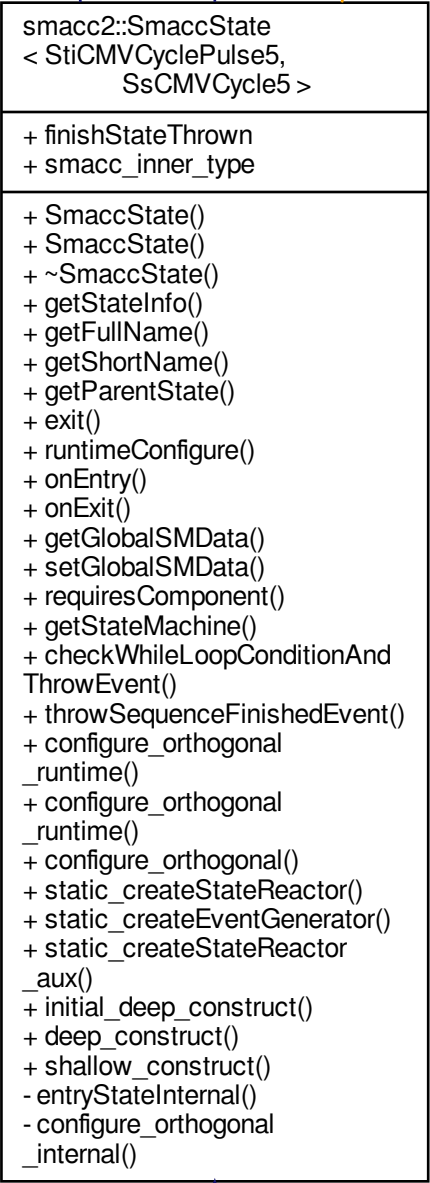 smacc2::SmaccState
< StiCMVCyclePulse5,
SsCMVCycle5 >
+ finishStateThrown
+ smacc_inner_type
+ SmaccState()
+ SmaccState()
+ ~SmaccState()
+ getStateInfo()
+ getFullName()
+ getShortName()
+ getParentState()
+ exit()
+ runtimeConfigure()
+ onEntry()
+ onExit()
+ getGlobalSMData()
+ setGlobalSMData()
+ requiresComponent()
+ getStateMachine()
+ checkWhileLoopConditionAnd
ThrowEvent()
+ throwSequenceFinishedEvent()
+ configure_orthogonal
_runtime()
+ configure_orthogonal
_runtime()
+ configure_orthogonal()
+ static_createStateReactor()
+ static_createEventGenerator()
+ static_createStateReactor
_aux()
+ initial_deep_construct()
+ deep_construct()
+ shallow_construct()
- entryStateInternal()
- configure_orthogonal
_internal()